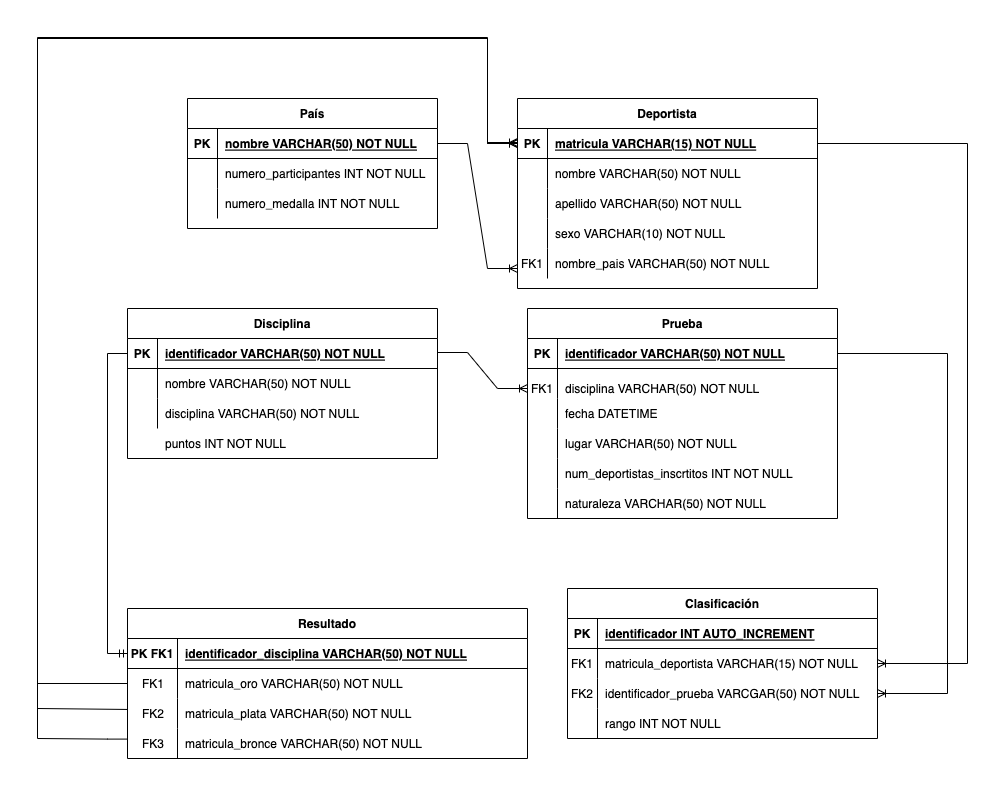 País
PK nombre VARCHAR(50) NOT NULL
numero_participantes INT NOT NULL
numero_medalla INT NOT NULL
Deportista
PK matricula VARCHAR(15) NOT NULL
nombre VARCHAR(50) NOT NULL
apellido VARCHAR(50) NOT NULL
sexo VARCHAR(10) NOT NULL
FK1 nombre_pais VARCHAR(50) NOT NULL
Disciplina
PK identificador VARCHAR(50) NOT NULL
nombre VARCHAR(50) NOT NULL
disciplina VARCHAR(50) NOT NULL
puntos INT NOT NULL
Prueba
PK identificador VARCHAR(50) NOT NULL
FK1 disciplina VARCHAR(50) NOT NULL
fecha DATETIME
lugar VARCHAR(50) NOT NULL
num_deportistas_inscrtitos INT NOT NULL
naturaleza VARCHAR(50) NOT NULL
Resultado
PK FK1 identificador_disciplina VARCHAR(50) NOT NULL
FK1 matricula_oro VARCHAR(50) NOT NULL
FK2 matricula_plata VARCHAR(50) NOT NULL
FK3 matricula_bronce VARCHAR(50) NOT NULL
Clasificación
PK identificador INT AUTO_INCREMENT
FK1 matricula_deportista VARCHAR(15) NOT NULL
FK2 identificador_prueba VARCGAR(50) NOT NULL
rango INT NOT NULL